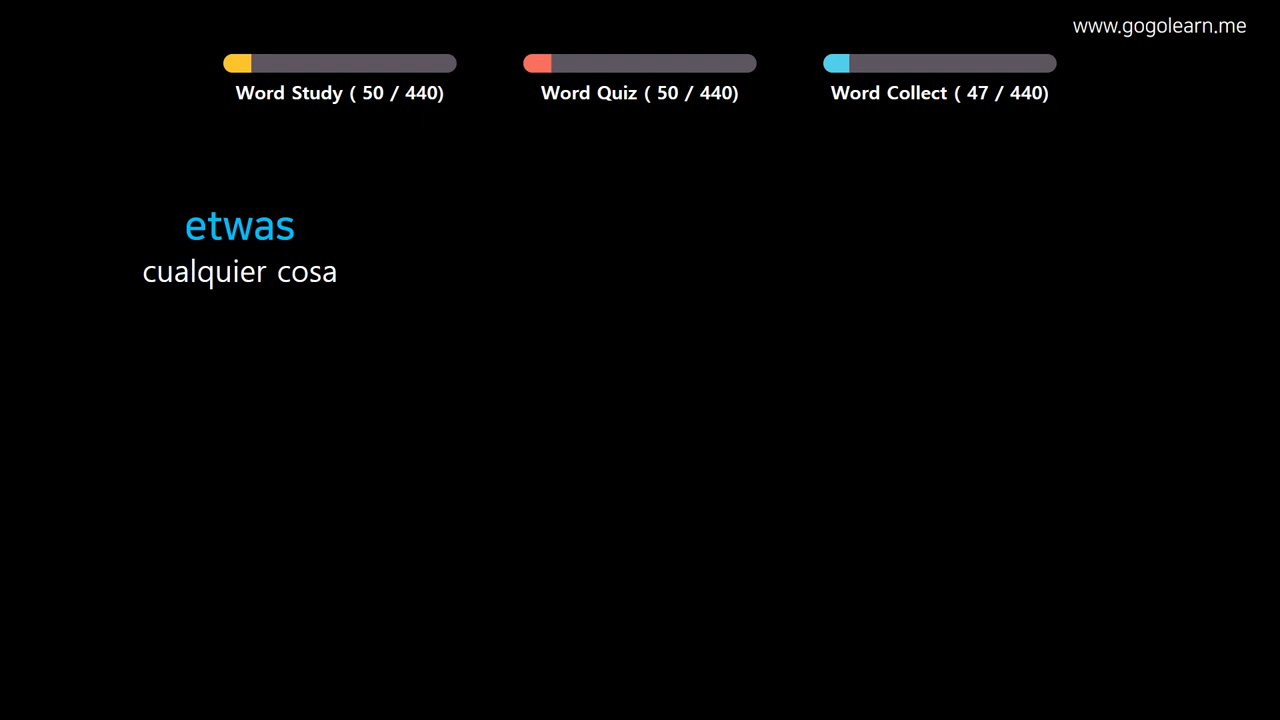 www.gogolearn.me
Word Study ( 50 / 440)
Word Quiz ( 50 / 440)
Word Collect ( 47 / 440)
etwas
cualquier cosa